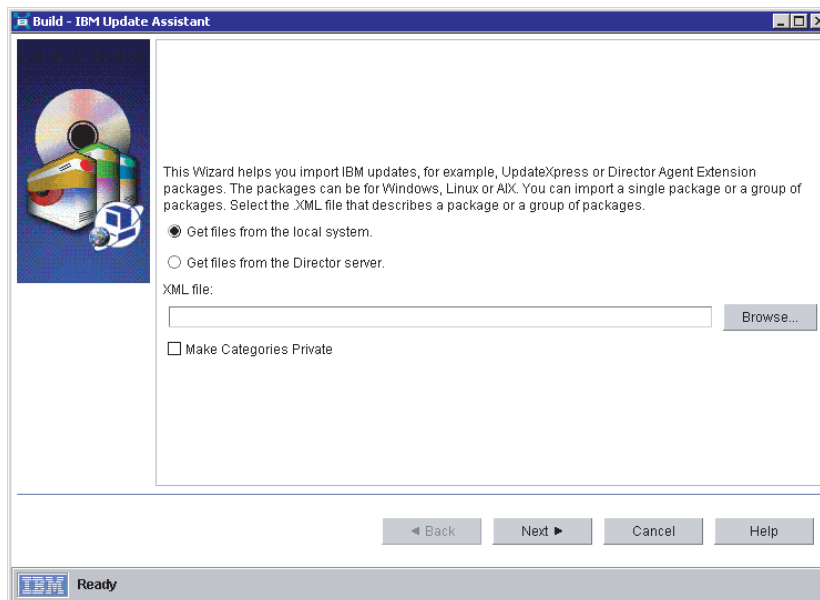 Build - IBM Update Assistant
This Wizard helps you import IBM updates, for example, UpdateXpress or Director Agent Extension
packages. The packages can be for Windows, Linux or AIX. You can import a single package or a group of
packages. Select the .XML file that describes a package or a group of packages.
Get files from the local system.
Get files from the Director server.
XML file:
Browse...
Make Categories Private
Back Next Cancel Help
IBM Ready